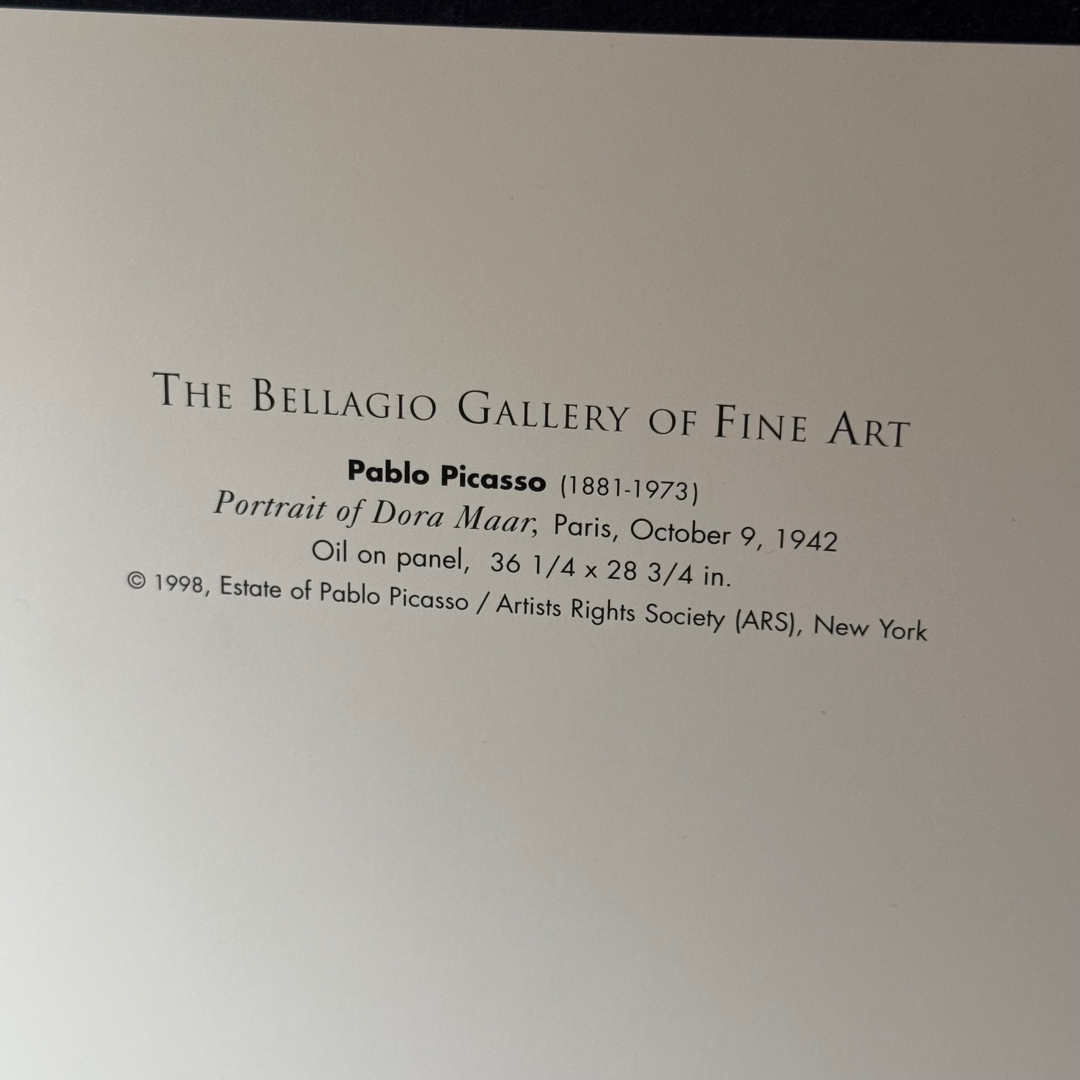 The Bellagio Gallery of Fine Art
Pablo Picasso (1881-1973)
Portrait of Dora Maar, Paris, October 9, 1942
Oil on panel, 36 1/4 x 28 3/4 in.
© 1998, Estate of Pablo Picasso / Artists Rights Society (ARS), New York